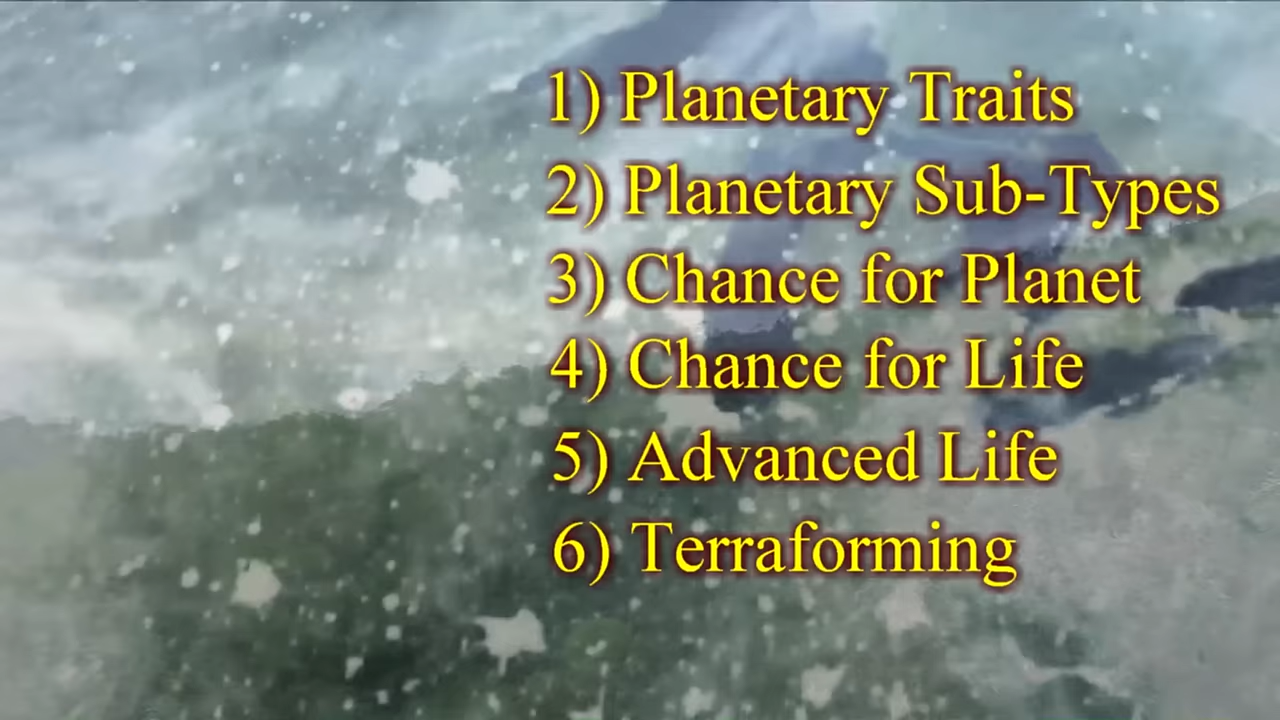 1) Planetary Traits
2) Planetary Sub-Types
3) Chance for Planet
4) Chance for Life
5) Advanced Life
6) Terraforming